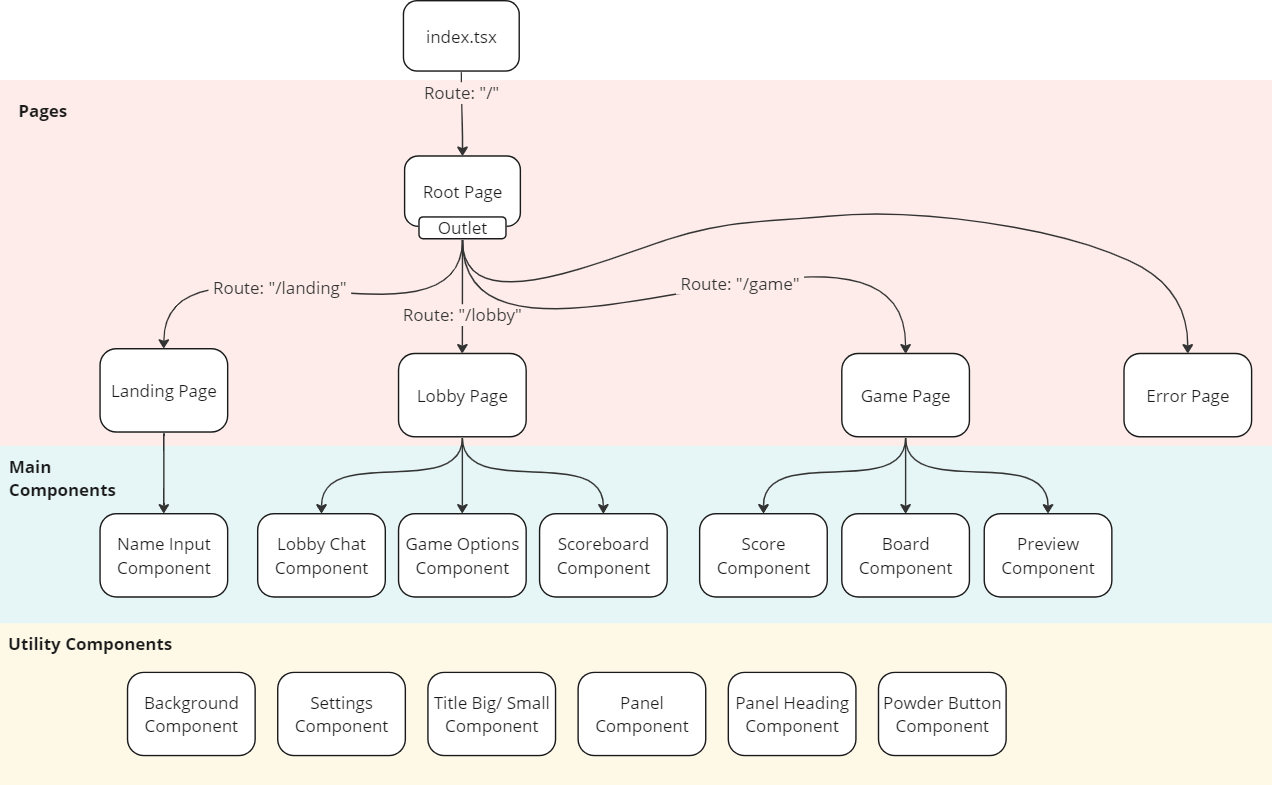 index.tsx
Route: "/"
Pages
Root Page
Outlet
Route: "/landing"
Route: "/game"
Route: "/lobby"
Landing Page
Lobby Page
Game Page
Error Page
Main
Components
Name Input
Component
Lobby Chat
Component
Game Options
Component
Scoreboard
Component
Score
Component
Board
Component
Preview
Component
Utility Components
Background
Component
Settings
Component
Title Big/ Small
Component
Panel
Component
Panel Heading
Component
Powder Button
Component